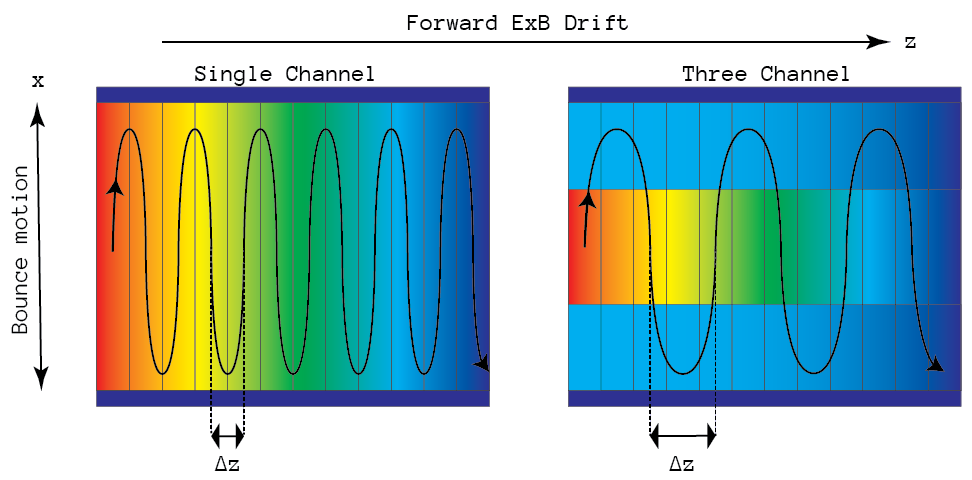 Forward ExB Drift
z
x
Single Channel
Three Channel
Bounce motion
Δz
Δz